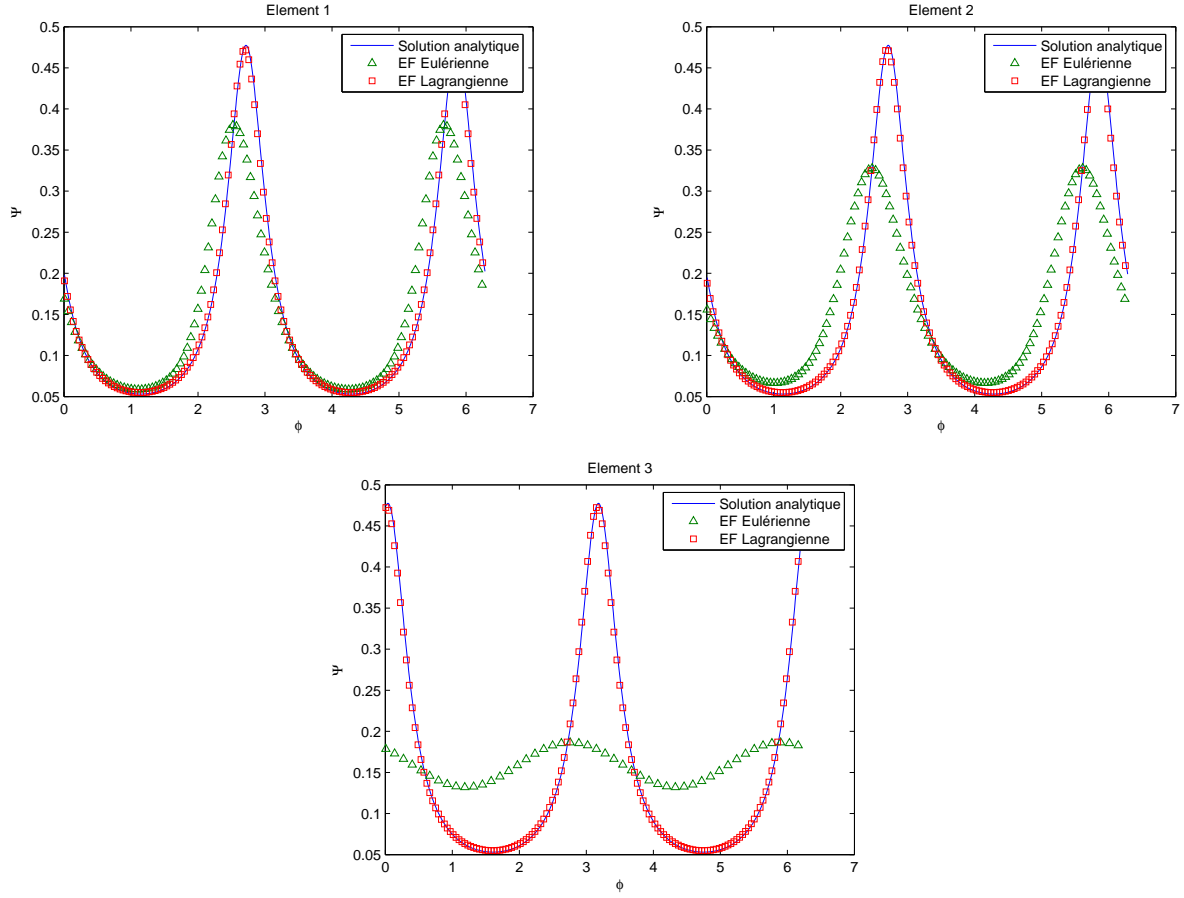 Element 1
0.5
0.45
0.4
0.35
0.3
0.25
0.2
0.15
0.1
0.05
Ψ
0 1 2 3 4 5 6 7
ϕ
Solution analytique
EF Eulérienne
EF Lagrangienne
Element 2
0.5
0.45
0.4
0.35
0.3
0.25
0.2
0.15
0.1
0.05
Ψ
0 1 2 3 4 5 6 7
ϕ
Solution analytique
EF Eulérienne
EF Lagrangienne
Element 3
0.5
0.45
0.4
0.35
0.3
0.25
0.2
0.15
0.1
0.05
Ψ
0 1 2 3 4 5 6 7
ϕ
Solution analytique
EF Eulérienne
EF Lagrangienne